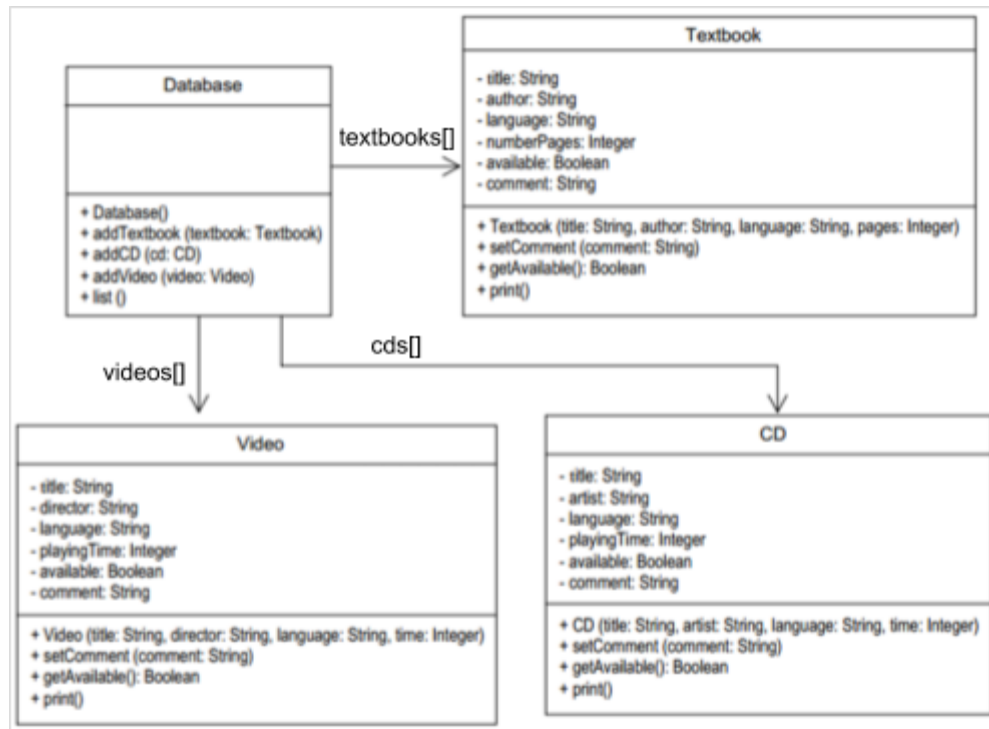 Database
+ Database()
+ addTextbook (textbook: Textbook)
+ addCD (cd: CD)
+ addVideo (video: Video)
+ list ()
textbooks[]
Textbook
- title: String
- author: String
- language: String
- numberPages: Integer
- available: Boolean
- comment: String
+ Textbook (title: String, author: String, language: String, pages: Integer)
+ setComment (comment: String)
+ getAvailable(): Boolean
+ print()
videos[]
cds[]
Video
- title: String
- director: String
- language: String
- playingTime: Integer
- available: Boolean
- comment: String
+ Video (title: String, director: String, language: String, time: Integer)
+ setComment (comment: String)
+ getAvailable(): Boolean
+ print()
CD
- title: String
- artist: String
- language: String
- playingTime: Integer
- available: Boolean
- comment: String
+ CD (title: String, artist: String, language: String, time: Integer)
+ setComment (comment: String)
+ getAvailable(): Boolean
+ print()